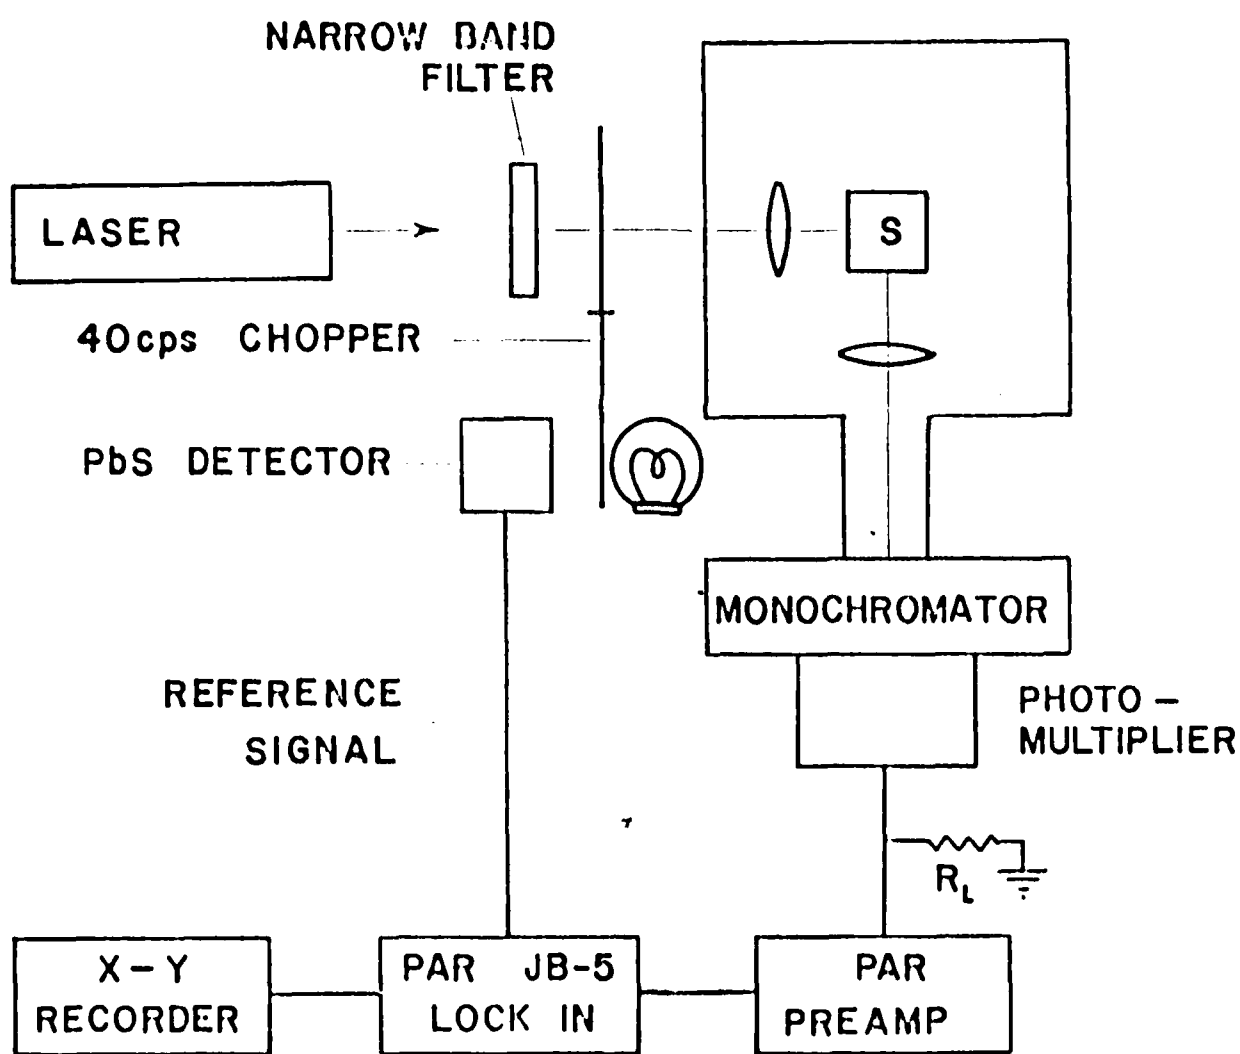 NARROW BAND
FILTER
LASER
S
40cps CHOPPER
PbS DETECTOR
MONOCHROMATOR
REFERENCE
SIGNAL
PHOTO-
MULTIPLIER
RL
X-Y
RECORDER
PAR JB-5
LOCK IN
PAR
PREAMP